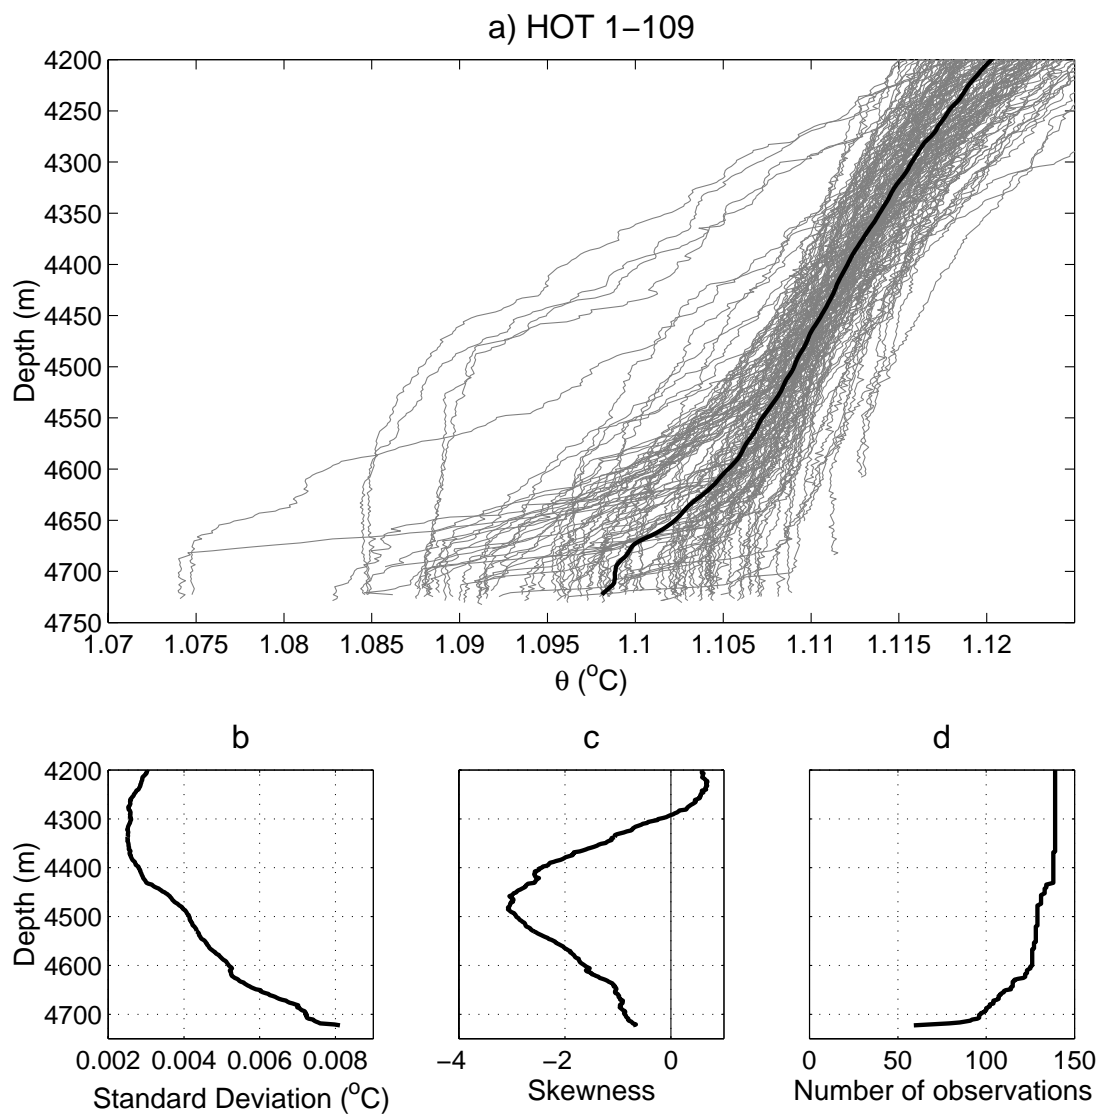 a) HOT 1−109
4200
4250
4300
4350
4400
4450
4500
4550
4600
4650
4700
4750
Depth (m)
1.07 1.075 1.08 1.085 1.09 1.095 1.1 1.105 1.11 1.115 1.12
θ (°C)
b
4200
4300
4400
4500
4600
4700
Depth (m)
0.002 0.004 0.006 0.008
Standard Deviation (°C)
c
−4 −2 0
Skewness
d
0 50 100 150
Number of observations